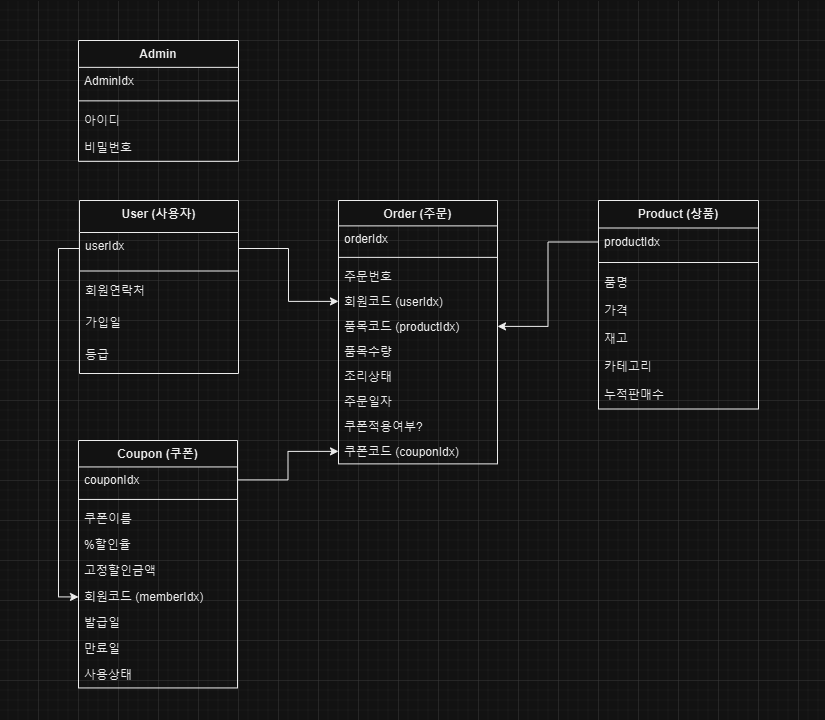 Admin
AdminIdx
아이디
비밀번호
User (사용자)
userIdx
회원연락처
가입일
등급
Order (주문)
orderIdx
주문번호
회원코드 (userIdx)
품목코드 (productIdx)
품목수량
조리상태
주문일자
쿠폰적용여부?
쿠폰코드 (couponIdx)
Product (상품)
productIdx
품명
가격
재고
카테고리
누적판매수
Coupon (쿠폰)
couponIdx
쿠폰이름
%할인율
고정할인금액
회원코드 (memberIdx)
발급일
만료일
사용상태